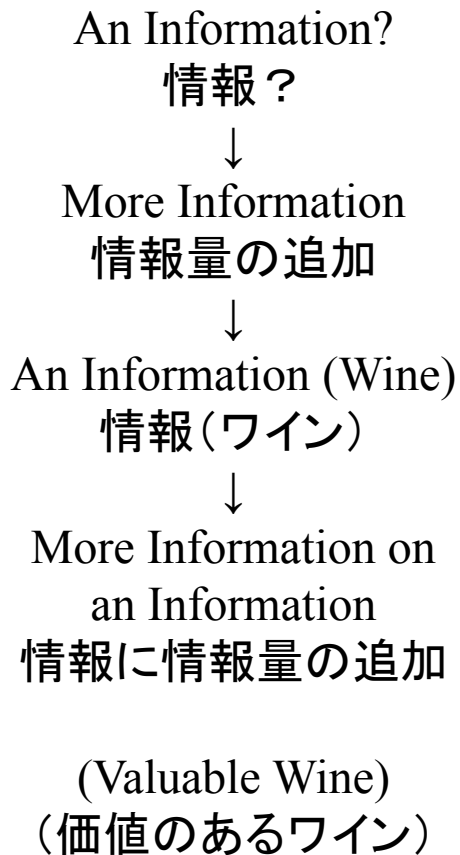 An Information?
情報？
↓
More Information
情報量の追加
↓
An Information (Wine)
情報（ワイン）
↓
More Information on
an Information
情報に情報量の追加
(Valuable Wine)
（価値のあるワイン）